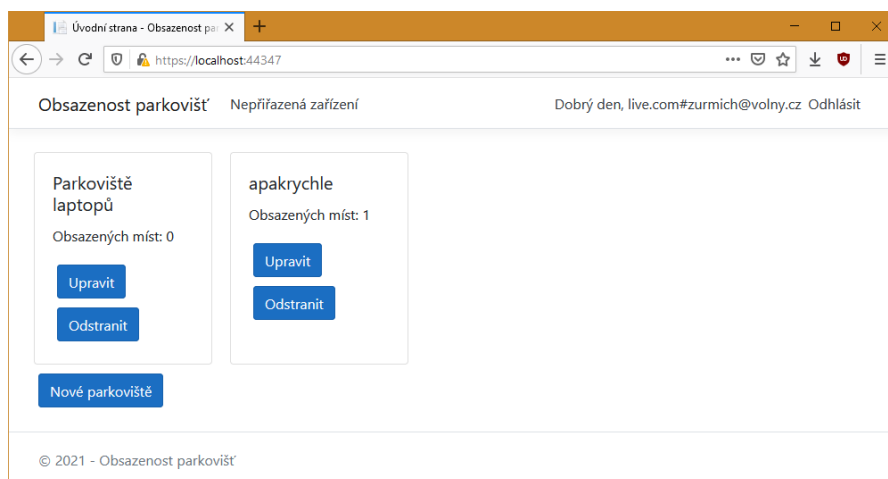 Úvodní strana - Obsazenost par
https://localhost:44347
Obsazenost parkovišť Nepřiřazená zařízení Dobrý den, live.com#zurmich@volny.cz Odhlásit
Parkoviště
laptopů
Obsazených míst: 0
Upravit
Odstranit
apakrychle
Obsazených míst: 1
Upravit
Odstranit
Nové parkoviště
© 2021 - Obsazenost parkovišť